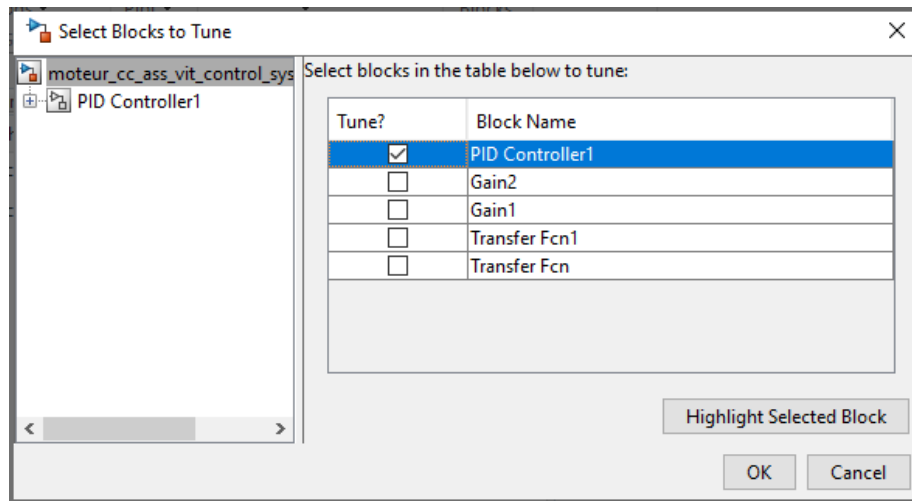 Select Blocks to Tune
moteur_cc_ass_vit_control_sys
PID Controller1
Select blocks in the table below to tune:
Tune? Block Name
PID Controller1
Gain2
Gain1
Transfer Fcn1
Transfer Fcn
Highlight Selected Block
OK Cancel